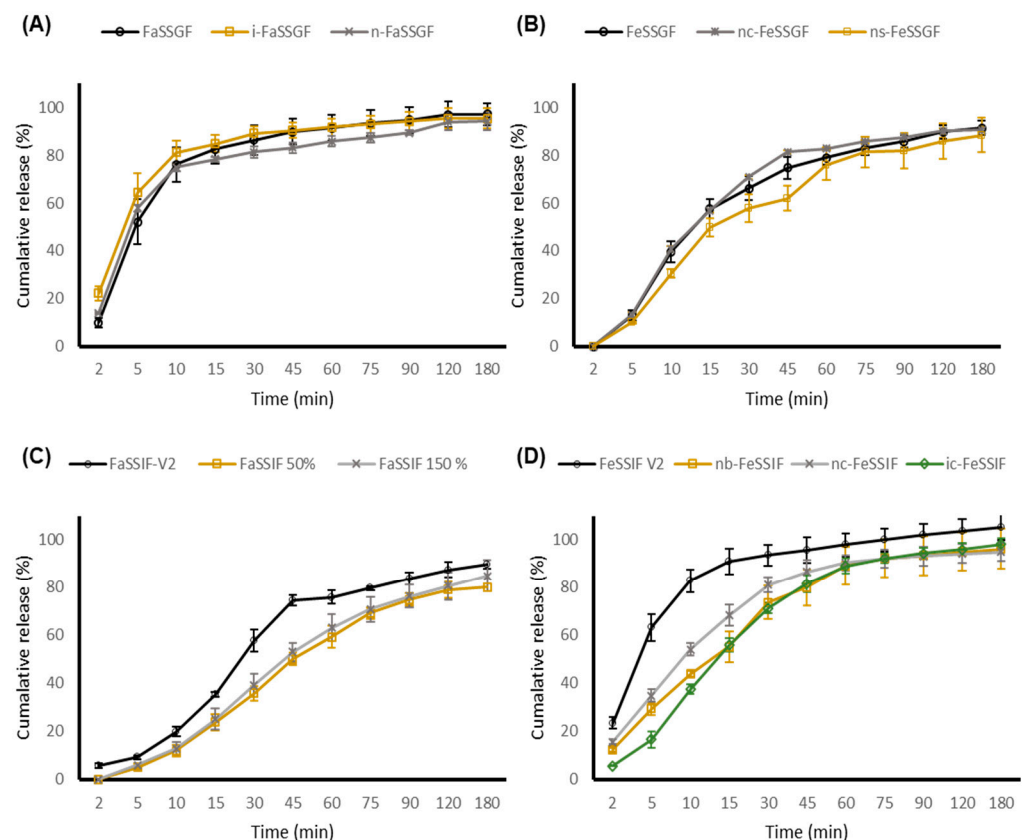 (A)
FaSSGF i-FaSSGF n-FaSSGF
Cumalative release (%)
100
80
60
40
20
0
2 5 10 15 30 45 60 75 90 120 180
Time (min)
(B)
FeSSGF nc-FeSSGF ns-FeSSGF
Cumalative release (%)
100
80
60
40
20
0
2 5 10 15 30 45 60 75 90 120 180
Time (min)
(C)
FaSSIF-V2 FaSSIF 50% FaSSIF 150 %
Cumalative release (%)
100
80
60
40
20
0
2 5 10 15 30 45 60 75 90 120 180
Time (min)
(D)
FeSSIF V2 nb-FeSSIF nc-FeSSIF ic-FeSSIF
Cumalative release (%)
100
80
60
40
20
0
2 5 10 15 30 45 60 75 90 120 180
Time (min)